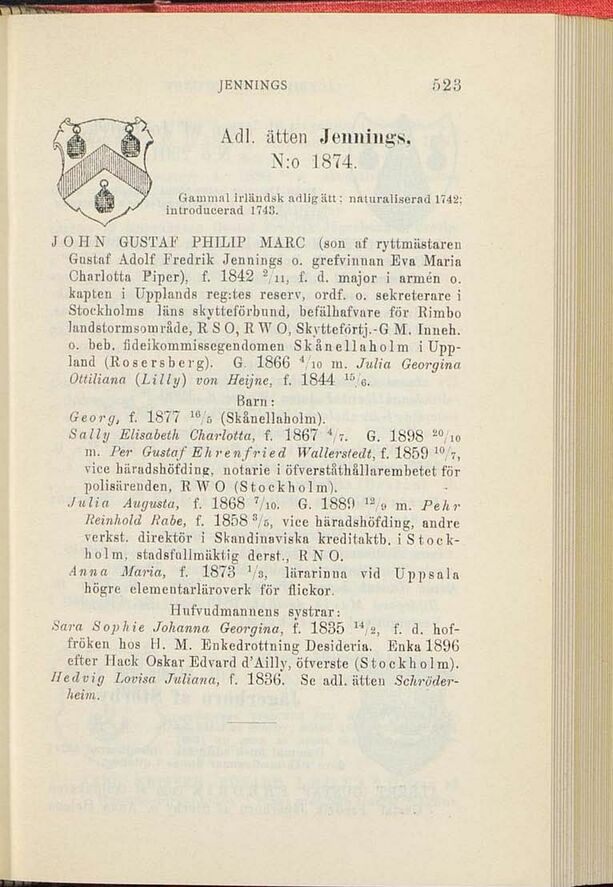 JENNINGS 523
Adl. ätten Jennings,
N:o 1874.
Gammal irländsk adlig ätt; naturaliserad 1742;
introducerad 1743.
JOHN GUSTAF PHILIP MARC (son af ryttmästaren
Gustaf Adolf Fredrik Jennings o. grefvinnan Eva Maria
Charlotta Piper), f. 1842 2/11, f. d. major i armén o.
kapten i Upplands reg:tes reserv, ordf. o. sekreterare i
Stockholms läns skytteförbund, befälhafvare för Rimbo
landstormsområde, R S O, R W O, Skytteförtj.-G M. Inneh.
o. beb. fideikommissegendomen Skånellaholm i Upp-
land (Rosersberg). G. 1866 4/10 m. Julia Georgina
Ottiliana (Lilly) von Heijne, f. 1844 15/6.
Barn:
Georg, f. 1877 16/5 (Skånellaholm).
Sally Elisabeth Charlotta, f. 1867 4/7. G. 1898 20/10
m. Per Gustaf Ehrenfried Wallerstedt, f. 1859 10/7,
vice häradshöfding, notarie i öfverståthållarembetet för
polisärenden, R W O (Stockholm).
Julia Augusta, f. 1868 7/10. G. 1889 12/9 m. Pehr
Reinhold Rabe, f. 1858 3/5, vice häradshöfding, andre
verkst. direktör i Skandinaviska kreditaktb. i Stock-
holm, stadsfullmäktig derst., R N O.
Anna Maria, f. 1873 1/8, lärarinna vid Uppsala
högre elementarläroverk för flickor.
Hufvudmannens systrar:
Sara Sophie Johanna Georgina, f. 1835 14/2, f. d. hof-
fröken hos H. M. Enkedrottning Desideria. Enka 1896
efter Hack Oskar Edvard d'Ailly, öfverste (Stockholm).
Hedvig Lovisa Juliana, f. 1836. Se adl. ätten Schröder-
heim.